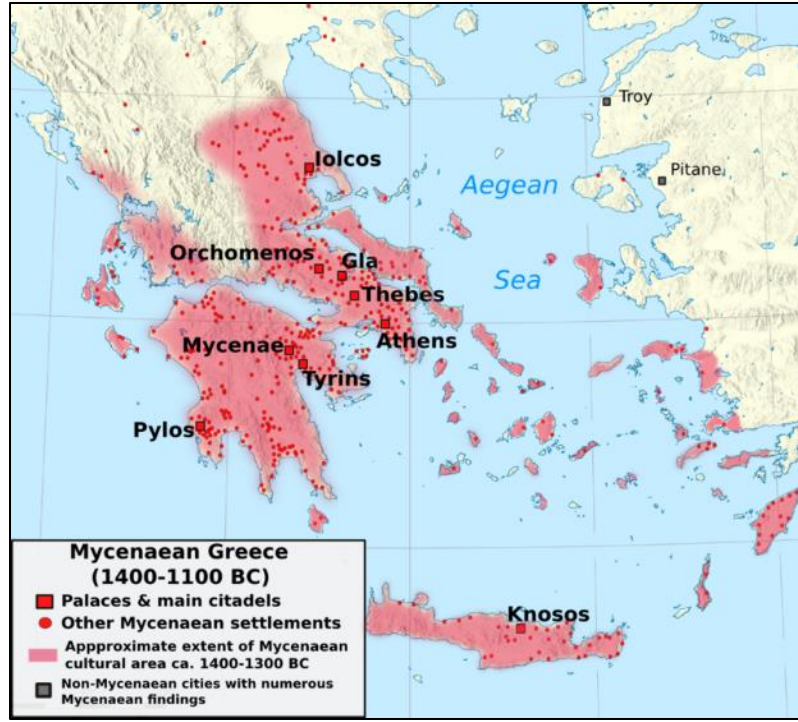 Troy
Iolcos
Pitane
Aegean
Orchomenos
Gla
Sea
Thebes
Athens
Mycenae
Tyrins
Pylos
Mycenaean Greece
(1400-1100 BC)
Palaces & main citadels
Other Mycenaean settlements
Appproximate extent of Mycenaean
cultural area ca. 1400-1300 BC
Non-Mycenaean cities with numerous
Mycenaean findings
Knosos